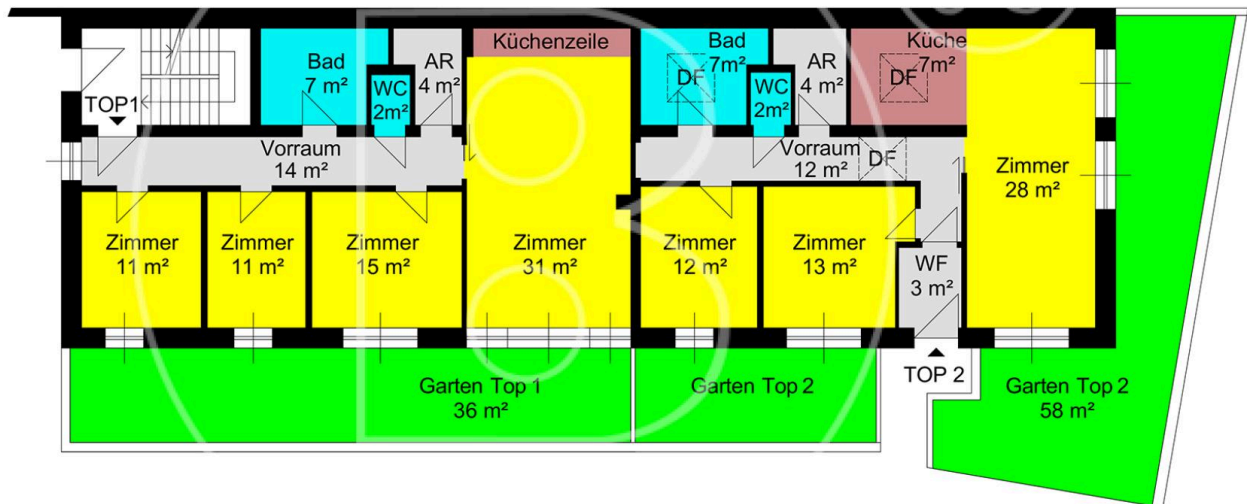 Küchenzeile
Bad
7 m²
AR
4 m²
WC
2m²
Bad
7m²
DF
AR
4 m²
WC
2m²
Küche
7m²
DF
TOP1
Vorraum
14 m²
Vorraum
12 m²
DF
Zimmer
28 m²
Zimmer
11 m²
Zimmer
11 m²
Zimmer
15 m²
Zimmer
31 m²
Zimmer
12 m²
Zimmer
13 m²
WF
3 m²
TOP 2
Garten Top 1
36 m²
Garten Top 2
Garten Top 2
58 m²